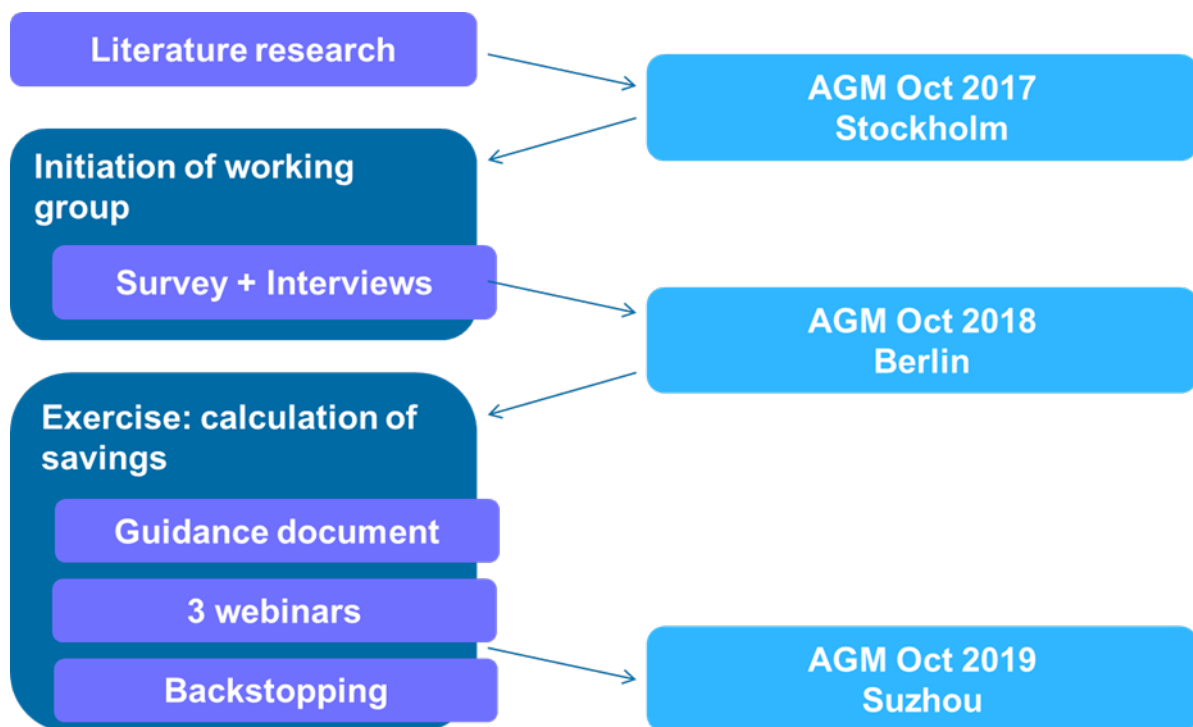 Literature research
AGM Oct 2017
Stockholm
Initiation of working
group
Survey + Interviews
AGM Oct 2018
Berlin
Exercise: calculation of
savings
Guidance document
3 webinars
Backstopping
AGM Oct 2019
Suzhou